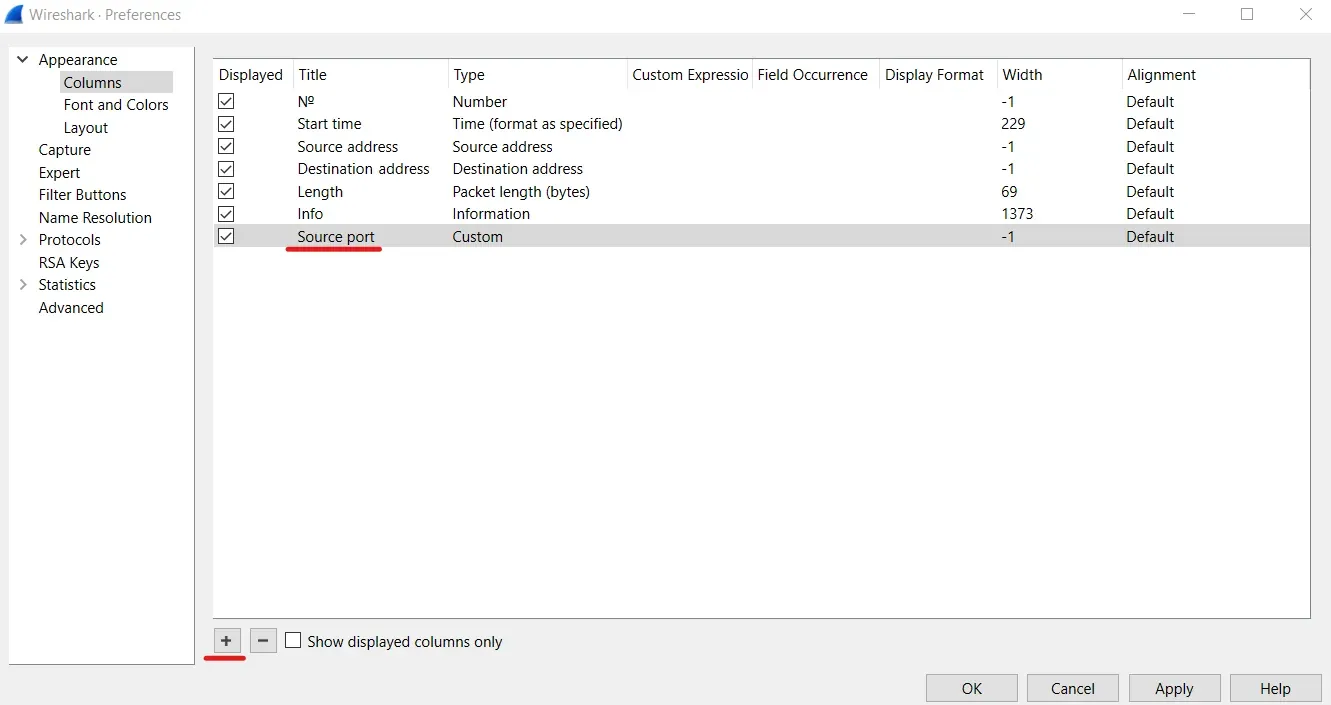 Wireshark · Preferences
Appearance
Columns
Font and Colors
Layout
Capture
Expert
Filter Buttons
Name Resolution
Protocols
RSA Keys
Statistics
Advanced
Displayed Title Type Custom Expressio Field Occurrence Display Format Width Alignment
Nº Number -1 Default
Start time Time (format as specified) 229 Default
Source address Source address -1 Default
Destination address Destination address -1 Default
Length Packet length (bytes) 69 Default
Info Information 1373 Default
Source port Custom -1 Default
+ − Show displayed columns only
OK Cancel Apply Help